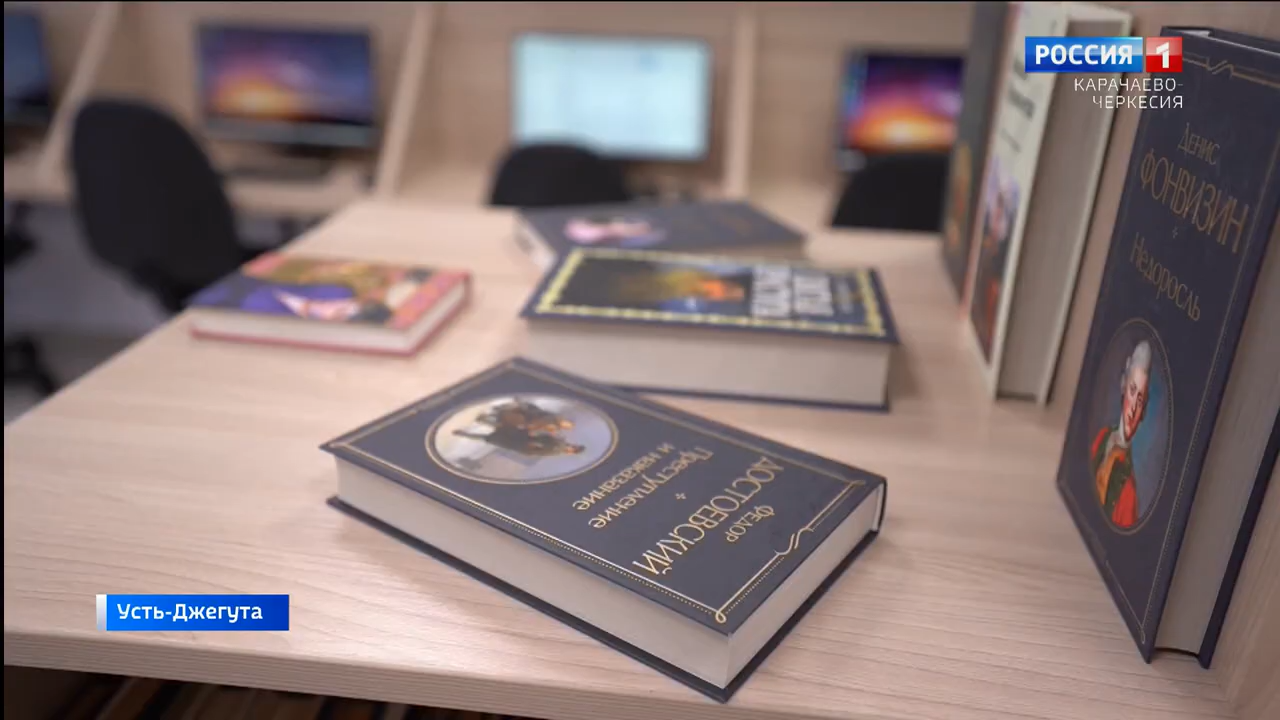 РОССИЯ 1
КАРАЧАЕВО-
ЧЕРКЕСИЯ
Денис
ФОНВИЗИН
Недоросль
ФЕДОР
ДОСТОЕВСКИЙ
Преступление
и наказание
Усть-Джегута